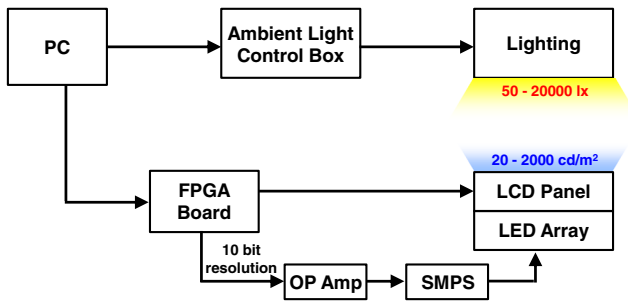 PC
Ambient Light
Control Box
Lighting
50 - 20000 lx
20 - 2000 cd/m²
FPGA
Board
LCD Panel
LED Array
10 bit
resolution
OP Amp
SMPS